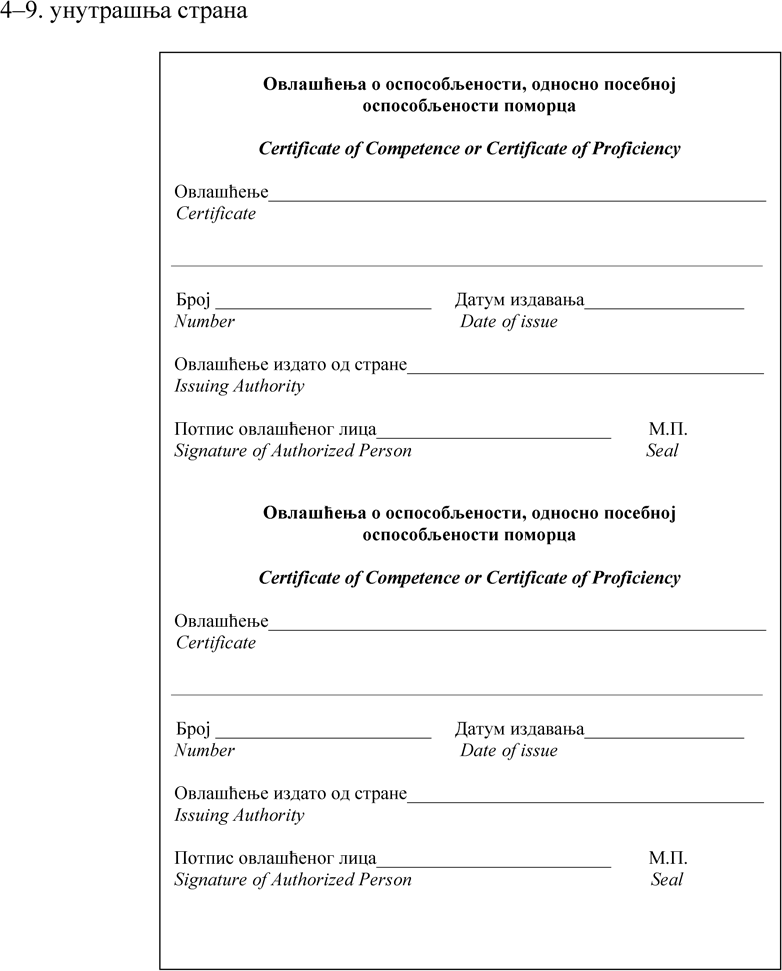 4–9. унутрашња страна
Овлашћења о оспособљености, односно посебној
оспособљености поморца
Certificate of Competence or Certificate of Proficiency
Овлашћење
Certificate
Број Датум издавања
Number Date of issue
Овлашћење издато од стране
Issuing Authority
Потпис овлашћеног лица М.П.
Signature of Authorized Person Seal
Овлашћења о оспособљености, односно посебној
оспособљености поморца
Certificate of Competence or Certificate of Proficiency
Овлашћење
Certificate
Број Датум издавања
Number Date of issue
Овлашћење издато од стране
Issuing Authority
Потпис овлашћеног лица М.П.
Signature of Authorized Person Seal